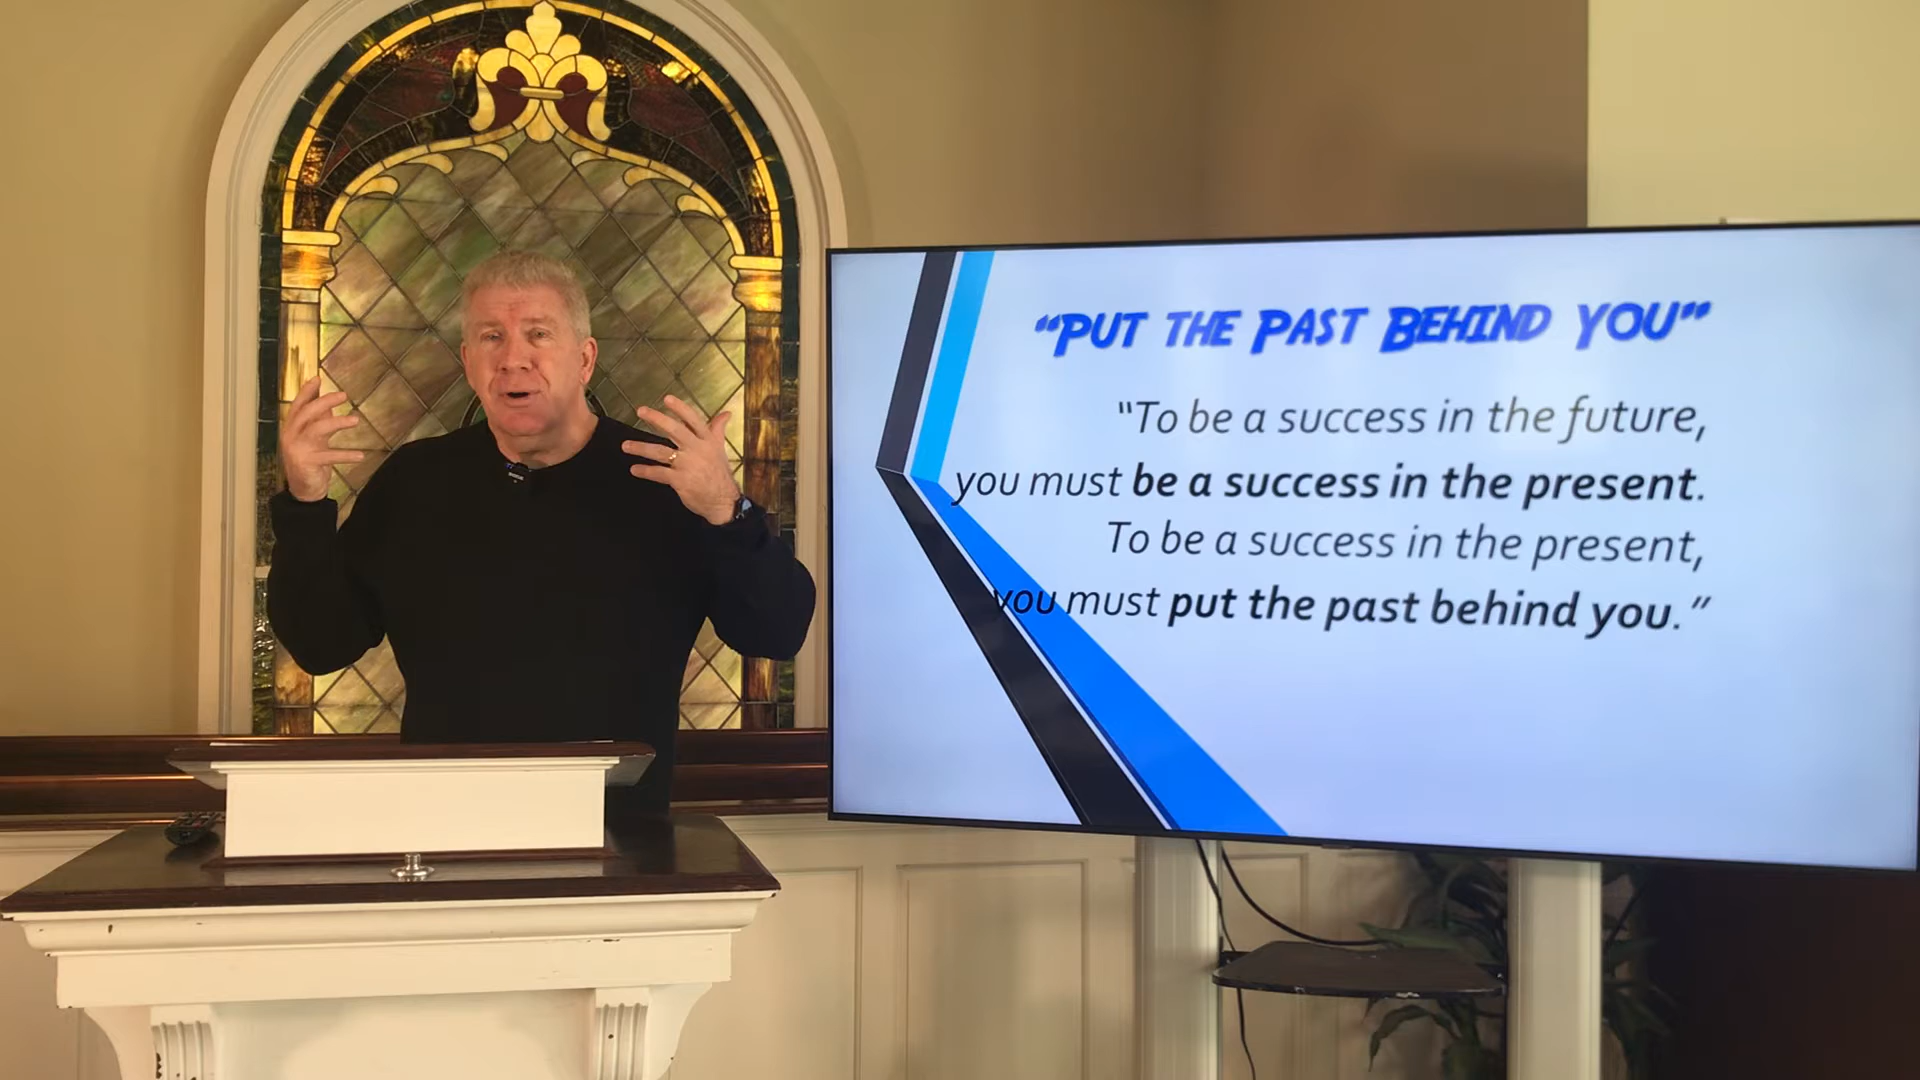 “PUT THE PAST BEHIND YOU”
“To be a success in the future,
you must be a success in the present.
To be a success in the present,
you must put the past behind you.”